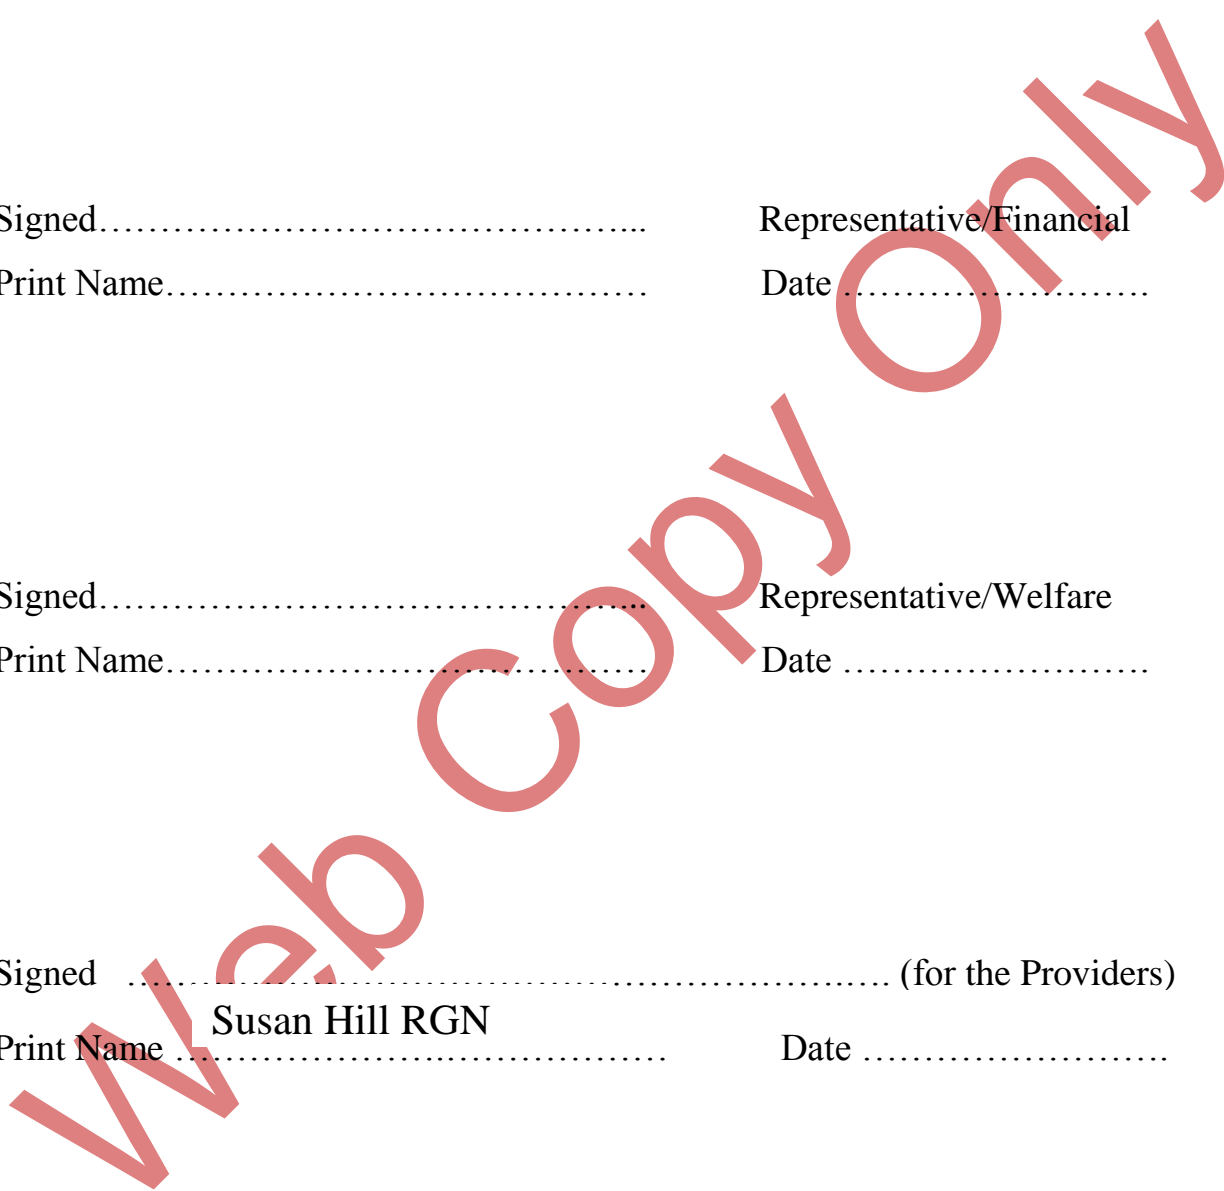 Signed……………………………………... Representative/Financial
Print Name………………………………… Date …………………….
Signed……………………………………... Representative/Welfare
Print Name………………………………… Date …………………….
Signed …………………………………………………….…. (for the Providers)
Susan Hill RGN
Print Name ………………….……………… Date …………………….
Web Copy Only